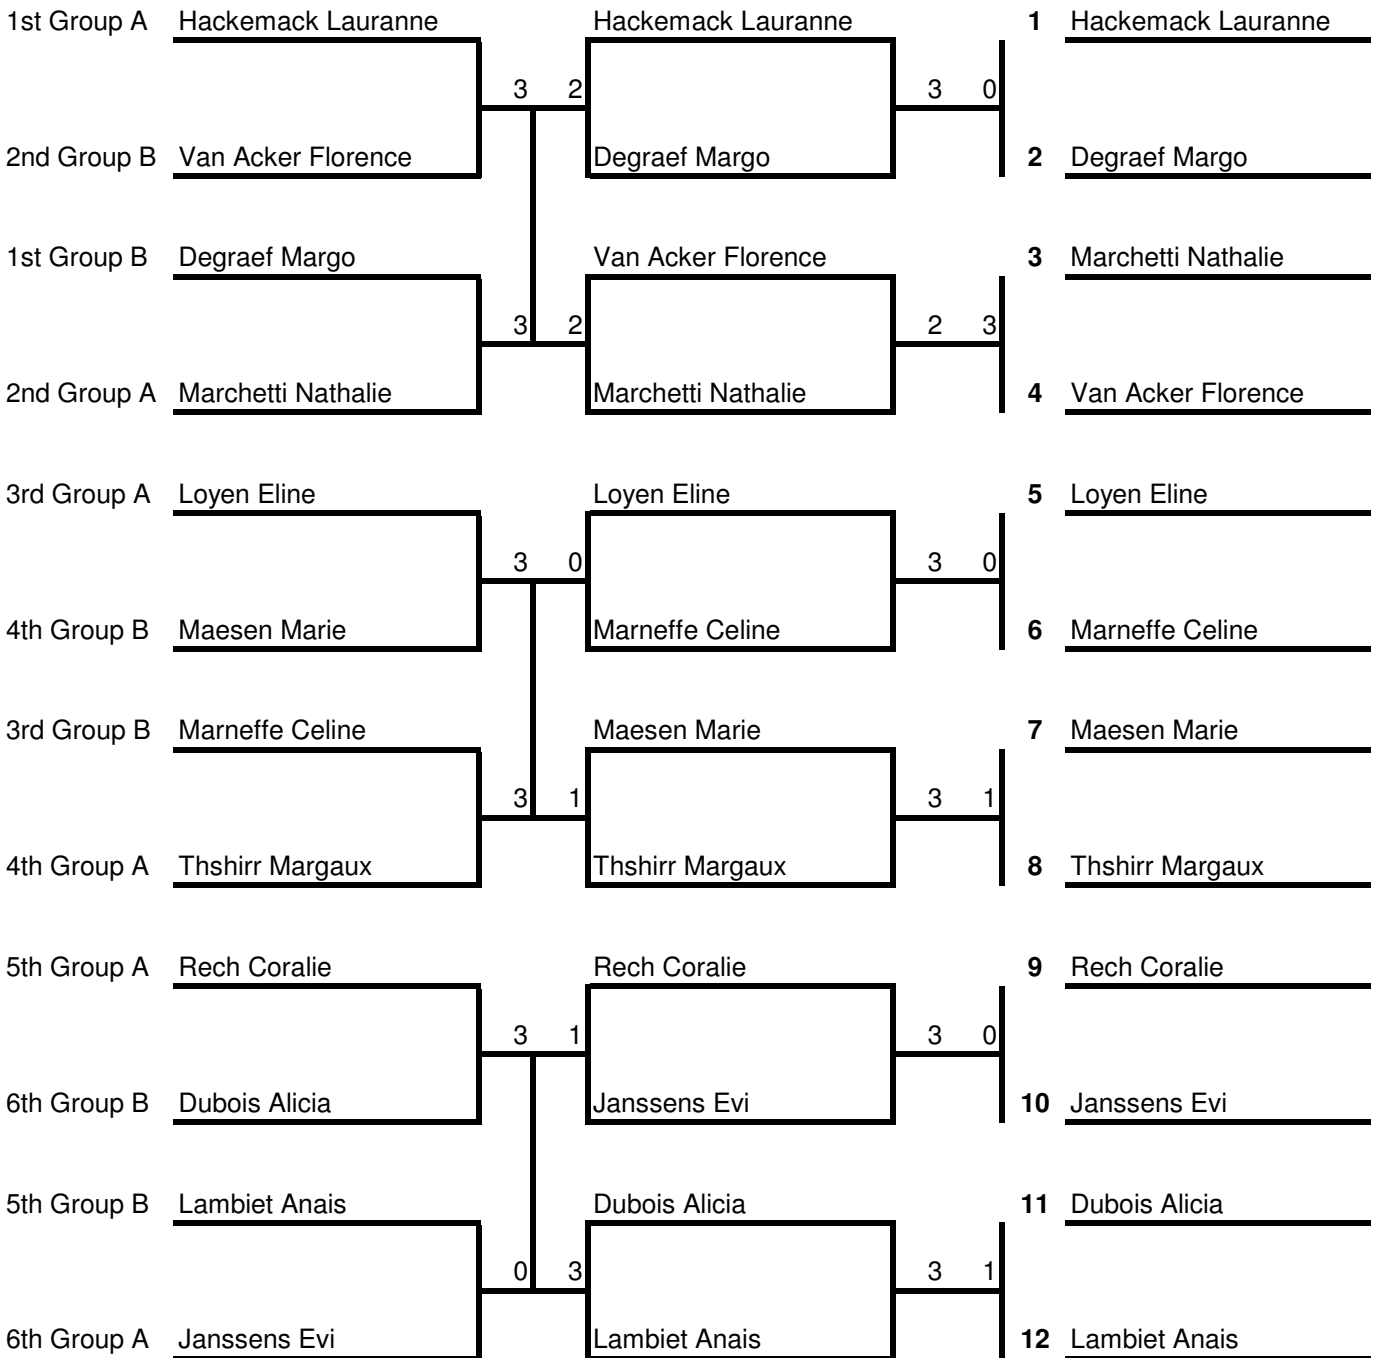 1st Group A Hackemack Lauranne Hackemack Lauranne 1 Hackemack Lauranne
3 2 3 0
2nd Group B Van Acker Florence Degraef Margo 2 Degraef Margo
1st Group B Degraef Margo Van Acker Florence 3 Marchetti Nathalie
3 2 2 3
2nd Group A Marchetti Nathalie Marchetti Nathalie 4 Van Acker Florence
3rd Group A Loyen Eline Loyen Eline 5 Loyen Eline
3 0 3 0
4th Group B Maesen Marie Marneffe Celine 6 Marneffe Celine
3rd Group B Marneffe Celine Maesen Marie 7 Maesen Marie
3 1 3 1
4th Group A Thshirr Margaux Thshirr Margaux 8 Thshirr Margaux
5th Group A Rech Coralie Rech Coralie 9 Rech Coralie
3 1 3 0
6th Group B Dubois Alicia Janssens Evi 10 Janssens Evi
5th Group B Lambiet Anais Dubois Alicia 11 Dubois Alicia
0 3 3 1
6th Group A Janssens Evi Lambiet Anais 12 Lambiet Anais